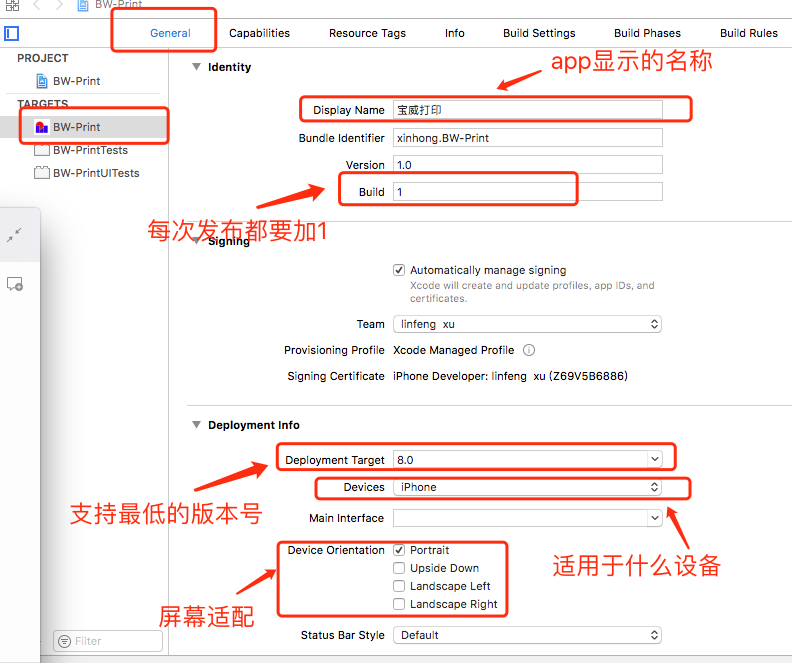 BW-Print
General
Capabilities
Resource Tags
Info
Build Settings
Build Phases
Build Rules
PROJECT
BW-Print
TARGETS
BW-Print
BW-PrintTests
BW-PrintUITests
Filter
Identity
app显示的名称
Display Name 宝威打印
Bundle Identifier xinhong.BW-Print
Version 1.0
Build 1
每次发布都要加1
Signing
Automatically manage signing
Xcode will create and update profiles, app IDs, and
certificates.
Team linfeng xu
Provisioning Profile Xcode Managed Profile
Signing Certificate iPhone Developer: linfeng xu (Z69V5B6886)
Deployment Info
Deployment Target 8.0
支持最低的版本号
Devices iPhone
适用于什么设备
Main Interface
Device Orientation Portrait
Upside Down
Landscape Left
Landscape Right
屏幕适配
Status Bar Style Default